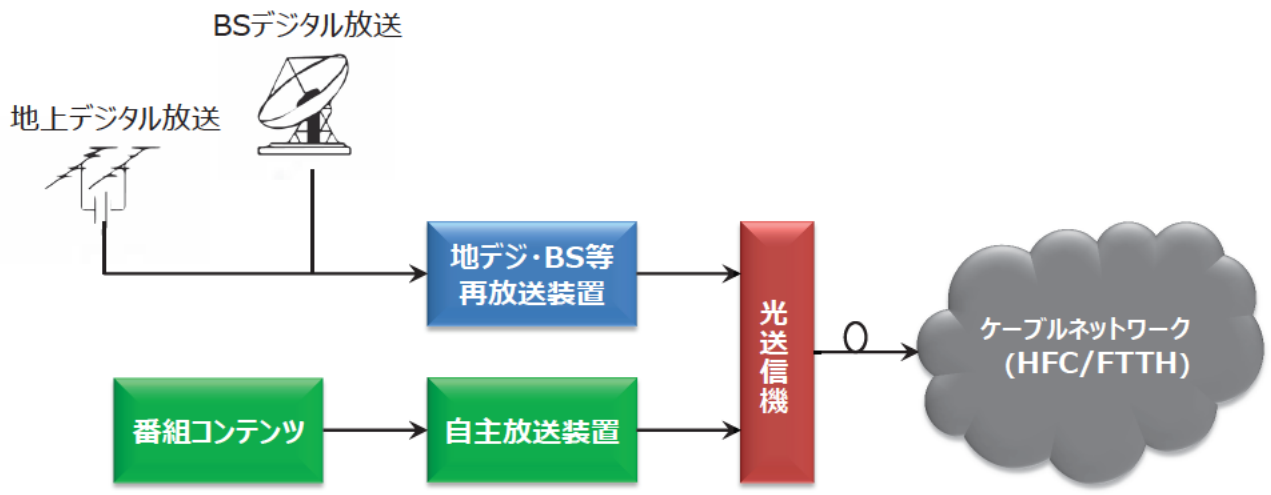 BSデジタル放送
地上デジタル放送
地デジ・BS等
再放送装置
光送信機
ケーブルネットワーク
(HFC/FTTH)
番組コンテンツ
自主放送装置